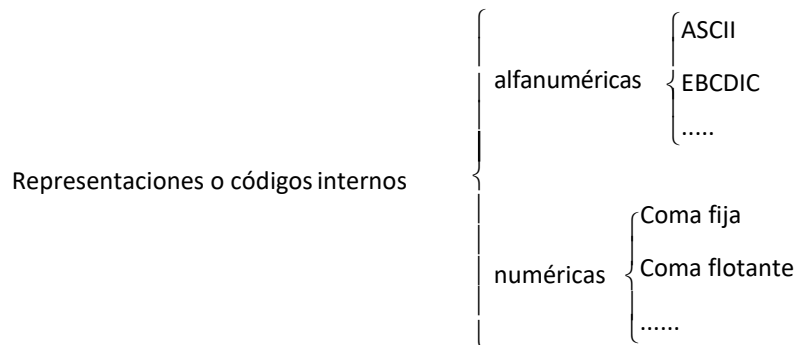 Representaciones o códigos internos
alfanuméricas
ASCII
EBCDIC
.....
numéricas
Coma fija
Coma flotante
......